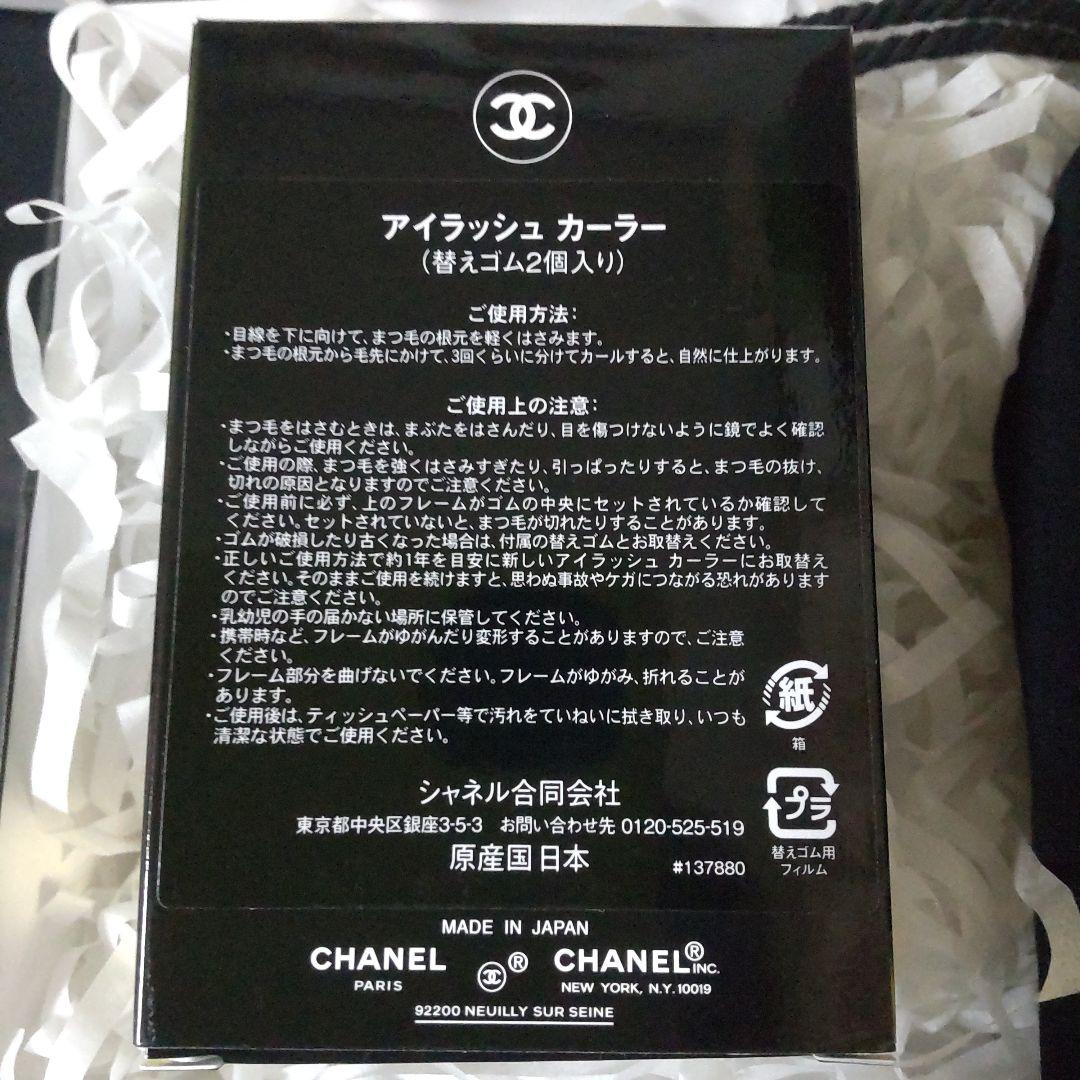 アイラッシュ カーラー
(替えゴム2個入り)
ご使用方法:
・目線を下に向けて、まつ毛の根元を軽くはさみます。
・まつ毛の根元から毛先にかけて、3回くらいに分けてカールすると、自然に仕上がります。
ご使用上の注意:
・まつ毛をはさむときは、まぶたをはさんだり、目を傷つけないように鏡でよく確認
しながらご使用ください。
・ご使用の際、まつ毛を強くはさみすぎたり、引っぱったりすると、まつ毛の抜け、
切れの原因となりますのでご注意ください。
・ご使用前に必ず、上のフレームがゴムの中央にセットされているか確認して
ください。セットされていないと、まつ毛が切れたりすることがあります。
・ゴムが破損したり古くなった場合は、付属の替えゴムとお取替えください。
・正しいご使用方法で約1年を目安に新しいアイラッシュ カーラーにお取替え
ください。そのままご使用を続けますと、思わぬ事故やケガにつながる恐れがあります
のでご注意ください。
・乳幼児の手の届かない場所に保管してください。
・携帯時など、フレームがゆがんだり変形することがありますので、ご注意
ください。
・フレーム部分を曲げないでください。フレームがゆがみ、折れることが
あります。
・ご使用後は、ティッシュペーパー等で汚れをていねいに拭き取り、いつも
清潔な状態でご使用ください。
紙
箱
プラ
替えゴム用
フィルム
シャネル合同会社
東京都中央区銀座3-5-3 お問い合わせ先 0120-525-519
原産国 日本 #137880
MADE IN JAPAN
CHANEL ® CHANEL® INC.
PARIS NEW YORK, N.Y. 10019
92200 NEUILLY SUR SEINE